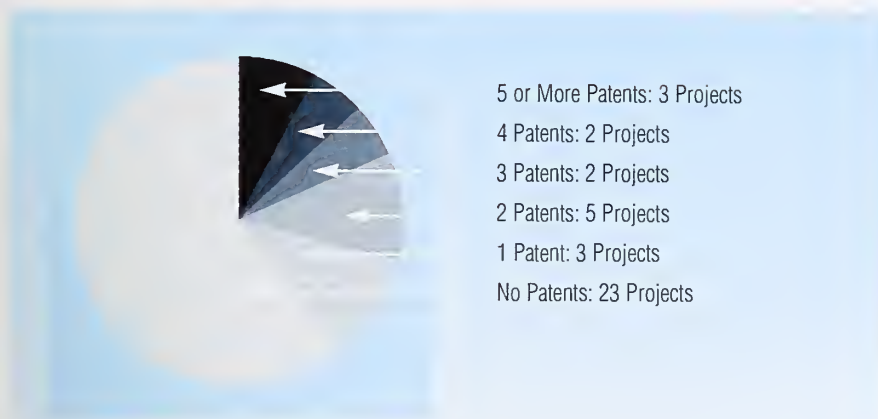 5 or More Patents: 3 Projects
4 Patents: 2 Projects
3 Patents: 2 Projects
2 Patents: 5 Projects
1 Patent: 3 Projects
No Patents: 23 Projects